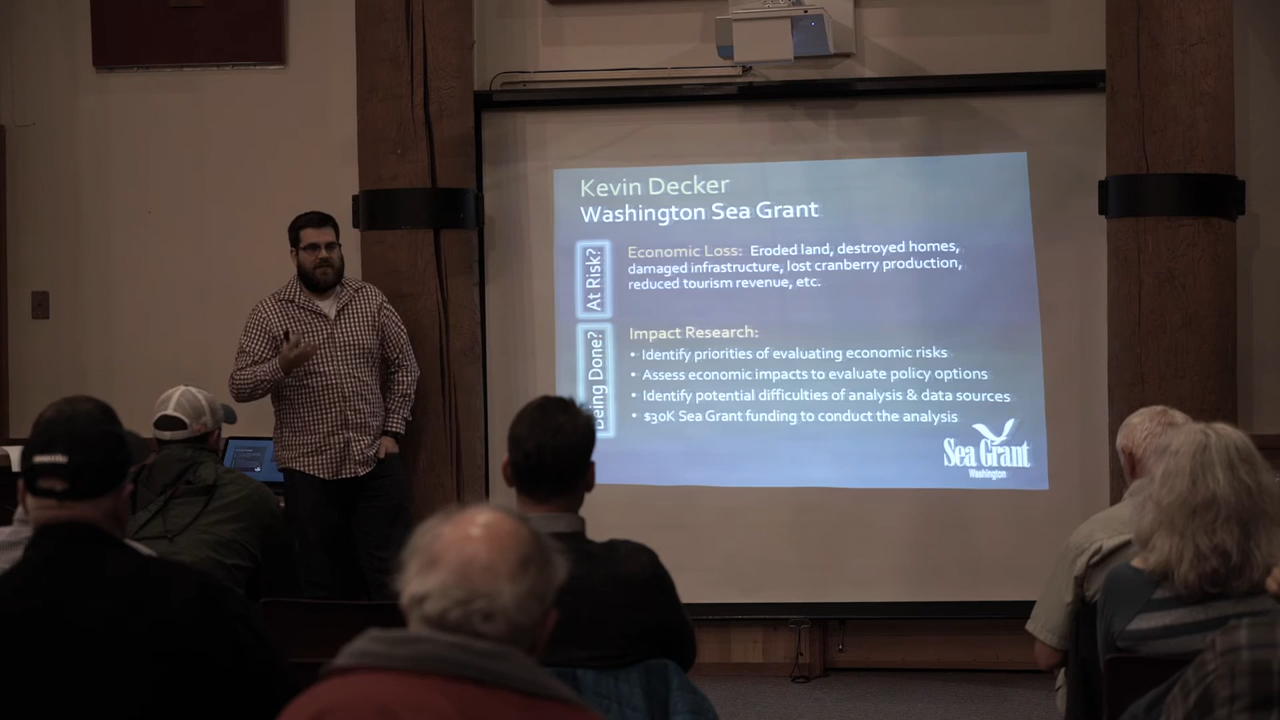 Kevin Decker
Washington Sea Grant
At Risk?
Economic Loss: Eroded land, destroyed homes,
damaged infrastructure, lost cranberry production,
reduced tourism revenue, etc.
Being Done?
Impact Research:
• Identify priorities of evaluating economic risks
• Assess economic impacts to evaluate policy options
• Identify potential difficulties of analysis & data sources
• $30K Sea Grant funding to conduct the analysis
Sea Grant
Washington